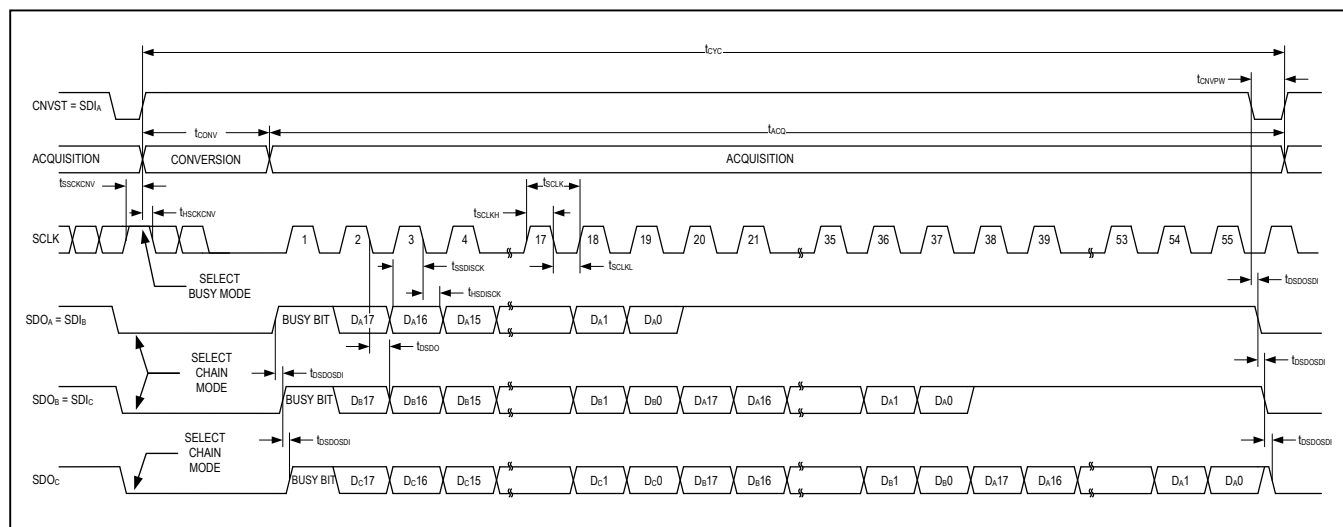 tCYC
tCNVPW
CNVST = SDIA
tCONV
tACQ
ACQUISITION CONVERSION ACQUISITION
tSSCKCNV
tHSCKCNV
tSCLK
tSCLKH
SCLK 1 2 3 4 17 18 19 20 21 35 36 37 38 39 53 54 55
tSSDISCK
tSCLKL
SELECT
BUSY MODE
tHSDISCK
tDSDOSDI
SDOA = SDIB BUSY BIT DA17 DA16 DA15 DA1 DA0
tDSDO
SELECT
CHAIN
MODE
tDSDOSDI
tDSDOSDI
SDOB = SDIC BUSY BIT DB17 DB16 DB15 DB1 DB0 DA17 DA16 DA1 DA0
SELECT
CHAIN
MODE
tDSDOSDI
tDSDOSDI
SDOC BUSY BIT DC17 DC16 DC15 DC1 DC0 DB17 DB16 DB1 DB0 DA17 DA16 DA1 DA0